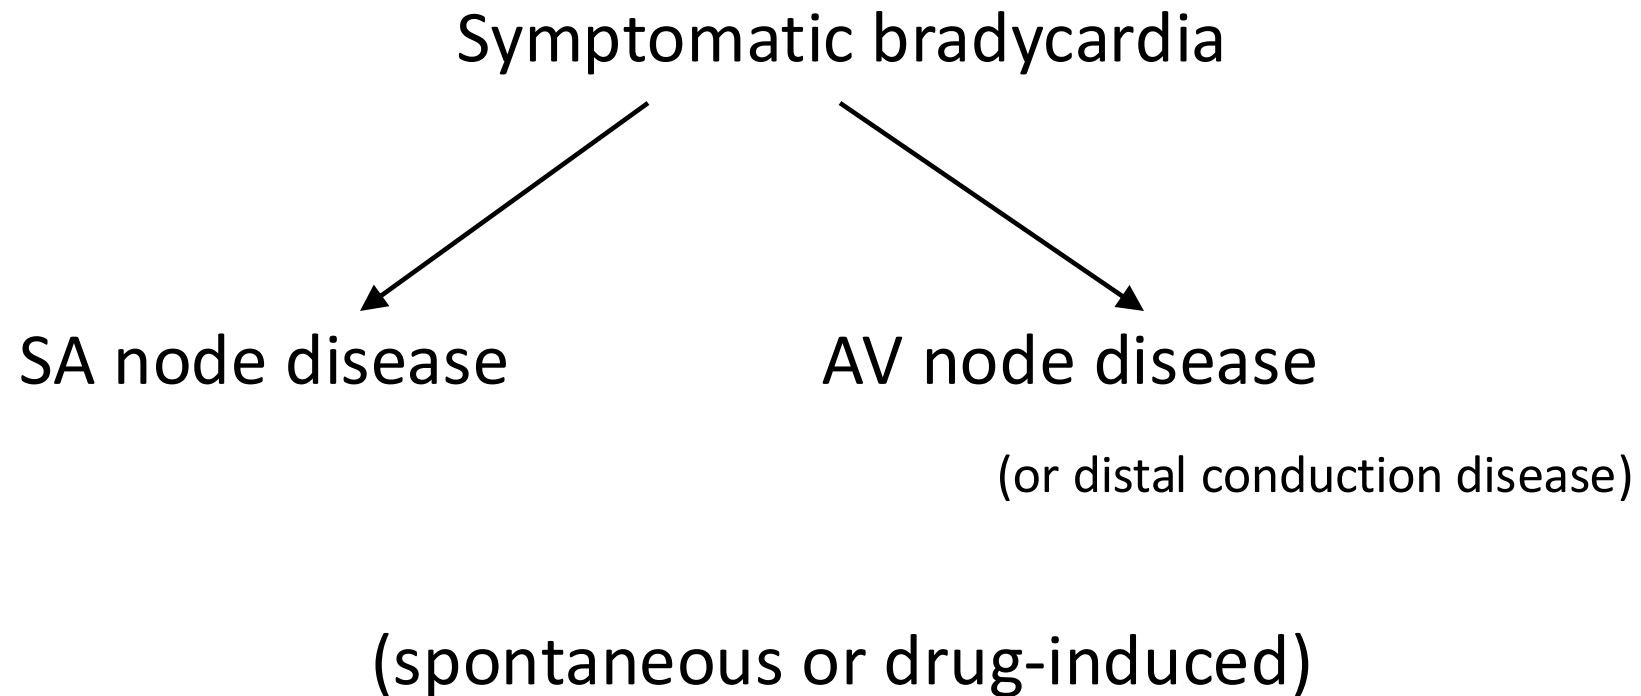 Symptomatic bradycardia
SA node disease
AV node disease
(or distal conduction disease)
(spontaneous or drug-induced)